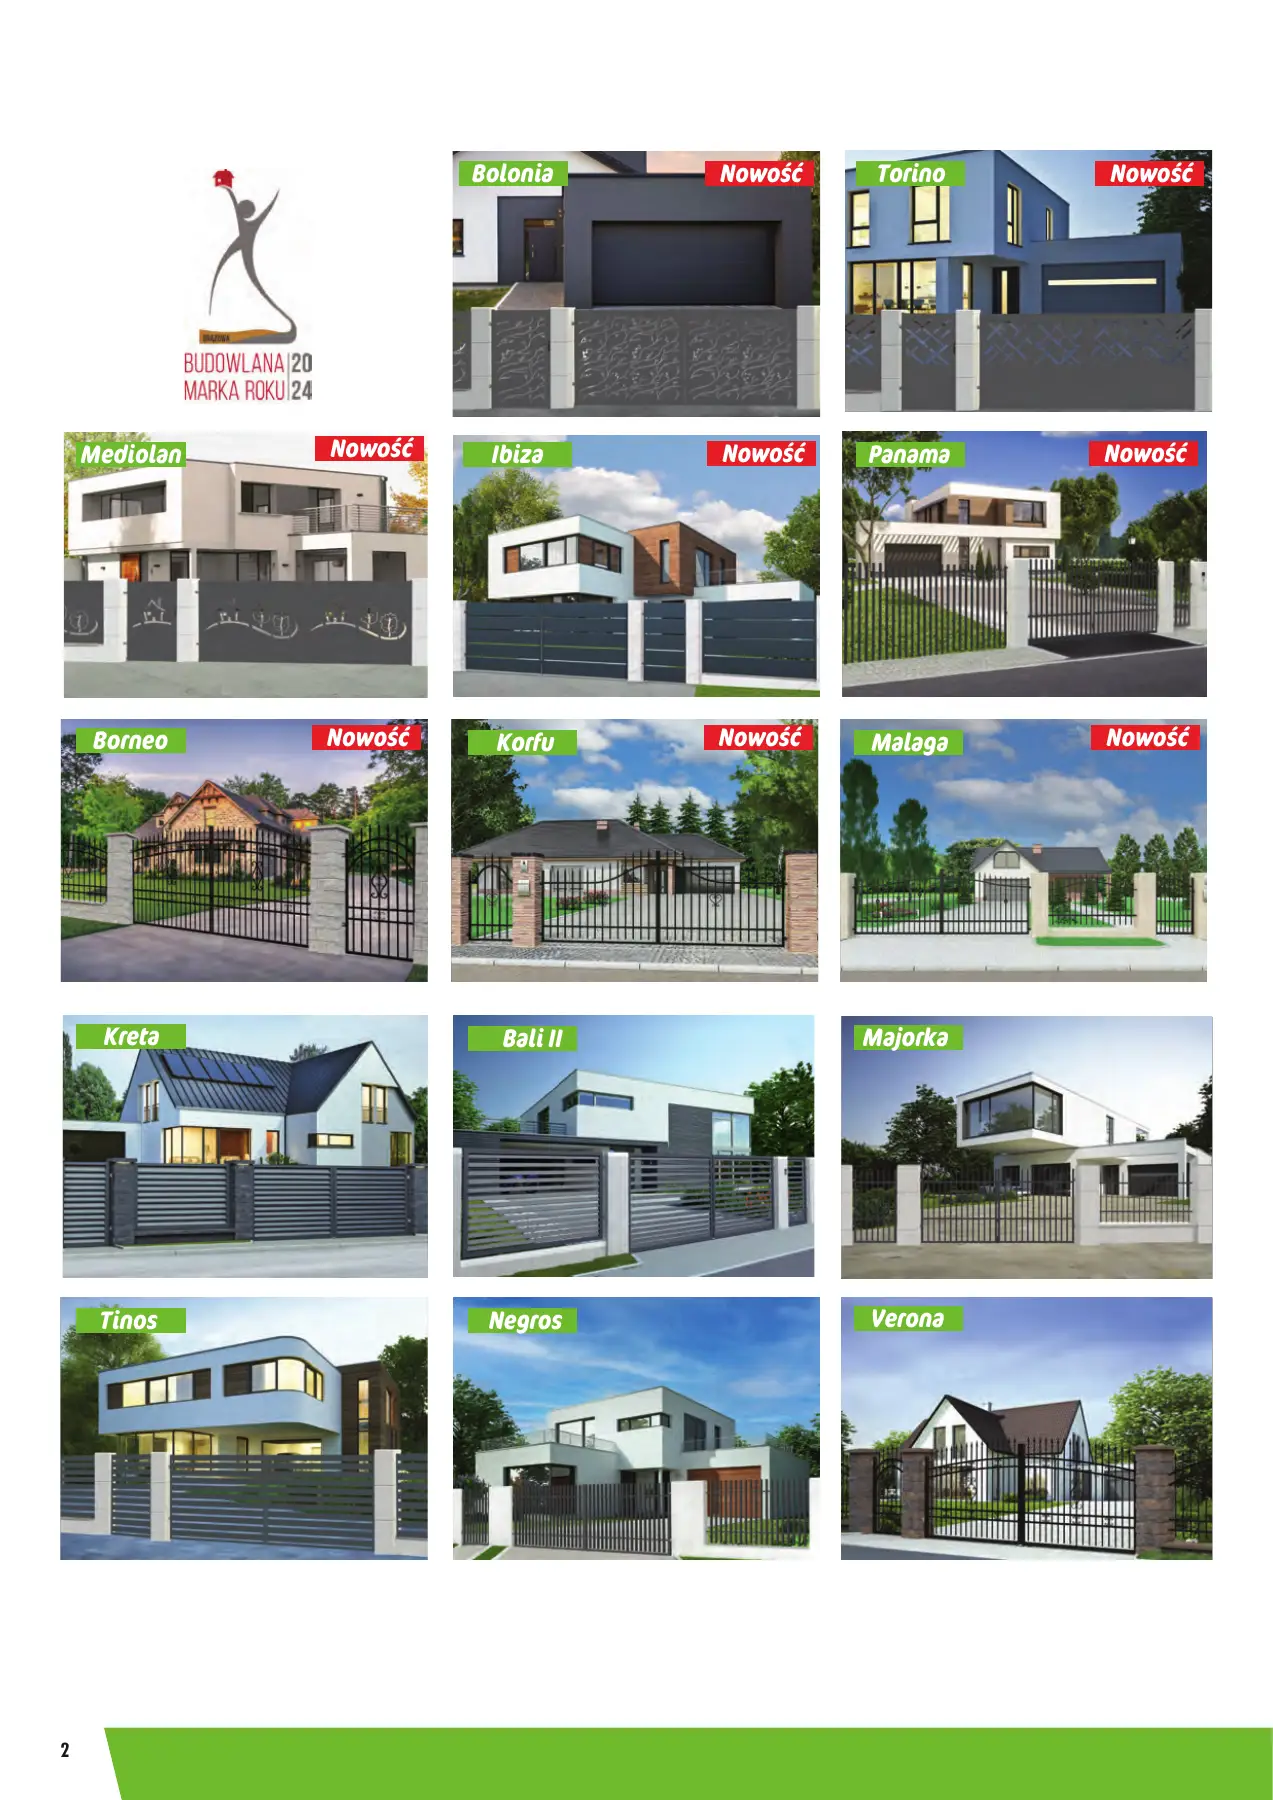 BRĄZOWA
BUDOWLANA 20
MARKA ROKU 24
Bolonia
Nowość
Torino
Nowość
Mediolan
Nowość
Ibiza
Nowość
Panama
Nowość
Borneo
Nowość
Korfu
Nowość
Malaga
Nowość
Kreta
Bali II
Majorka
Tinos
Negros
Verona
2